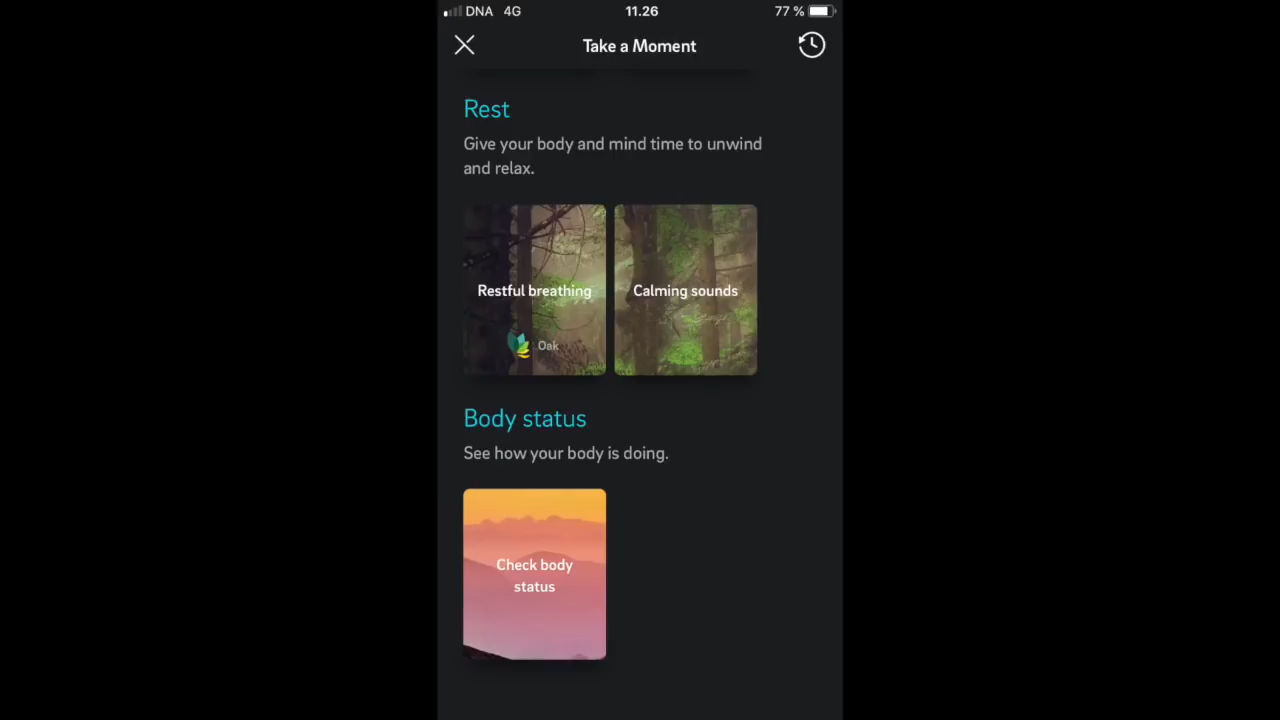 DNA 4G 11.26 77 %
Take a Moment
Rest
Give your body and mind time to unwind
and relax.
Restful breathing
Oak
Calming sounds
Body status
See how your body is doing.
Check body
status